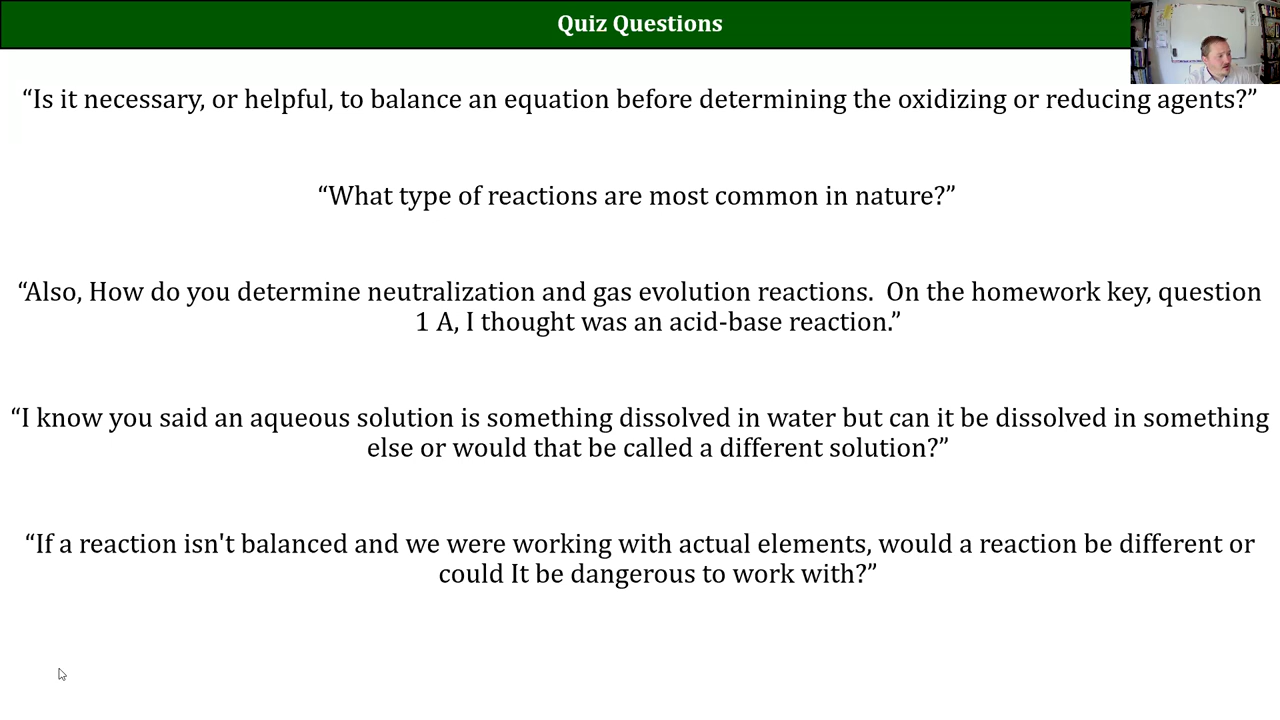 Quiz Questions
“Is it necessary, or helpful, to balance an equation before determining the oxidizing or reducing agents?”
“What type of reactions are most common in nature?”
“Also, How do you determine neutralization and gas evolution reactions.  On the homework key, question
1 A, I thought was an acid-base reaction.”
“I know you said an aqueous solution is something dissolved in water but can it be dissolved in something
else or would that be called a different solution?”
“If a reaction isn't balanced and we were working with actual elements, would a reaction be different or
could It be dangerous to work with?”